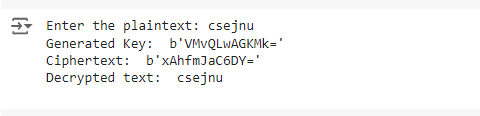 Enter the plaintext: csejnu
Generated Key:  b'VMvQLwAGKMk='
Ciphertext:  b'xAhfmJaC6DY='
Decrypted text:  csejnu